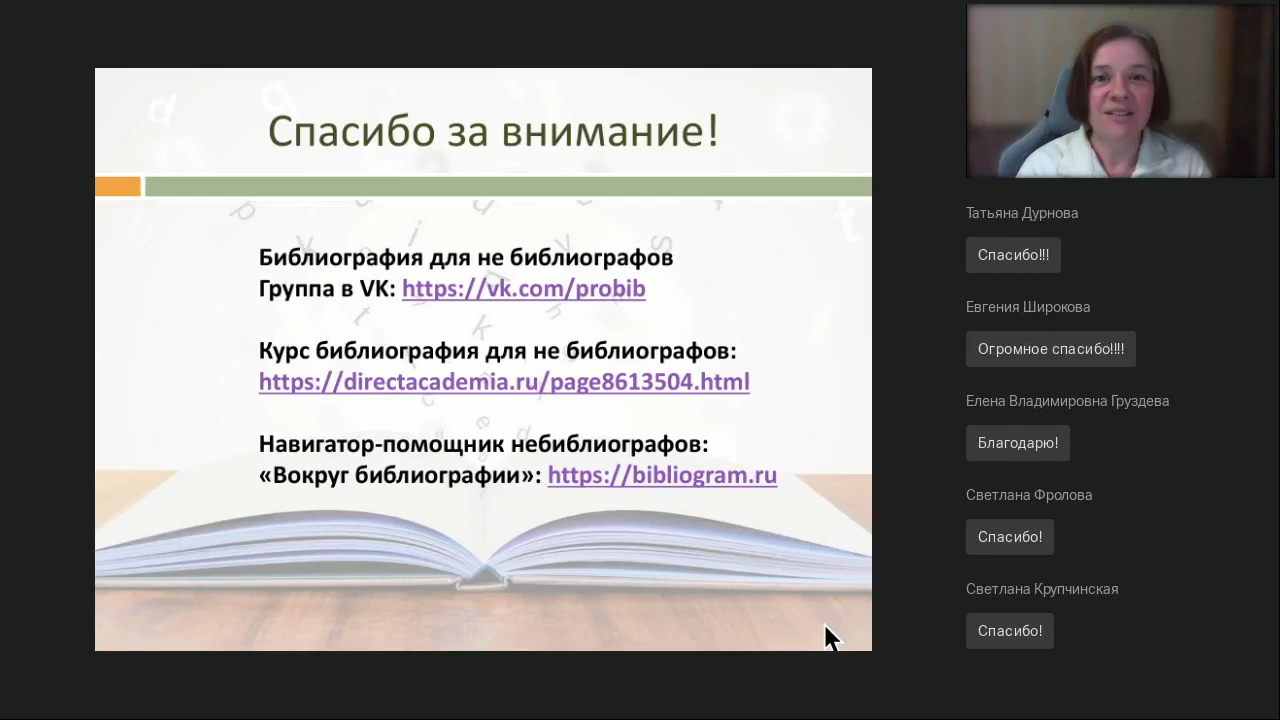 Спасибо за внимание!
Библиография для не библиографов
Группа в VK: https://vk.com/probib
Курс библиография для не библиографов:
https://directacademia.ru/page8613504.html
Навигатор-помощник небиблиографов:
«Вокруг библиографии»: https://bibliogram.ru
Татьяна Дурнова
Спасибо!!!
Евгения Широкова
Огромное спасибо!!!!
Елена Владимировна Груздева
Благодарю!
Светлана Фролова
Спасибо!
Светлана Крупчинская
Спасибо!